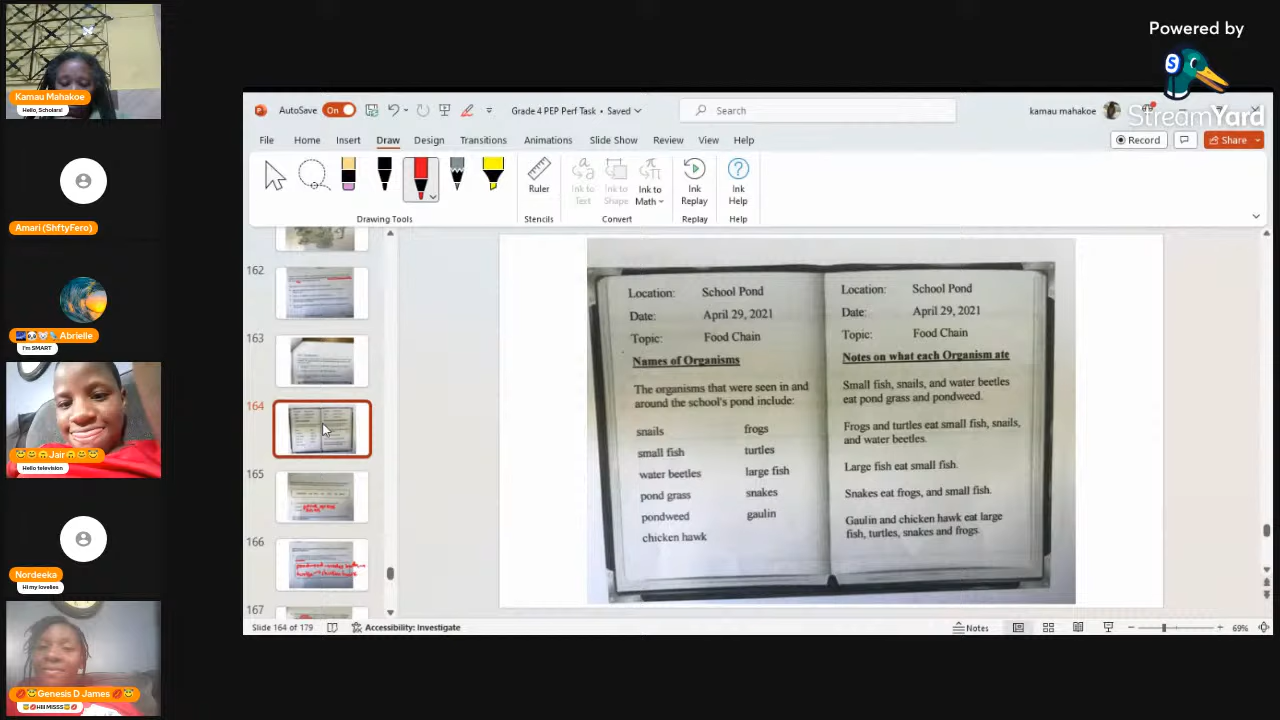 Powered by
StreamYard
Kamau Mahakoe
Hello, Scholars!
Amari (ShftyFero)
Abrielle
I'm SMART
Jair
Hello television
Nordeeka
Hi my lovelies
Genesis D James
HIII MISSS
AutoSave On
Grade 4 PEP Perf Task • Saved
Search
kamau mahakoe
File Home Insert Draw Design Transitions Animations Slide Show Review View Help
Record
Share
Ruler
Ink to Text
Ink to Shape
Ink to Math
Ink Replay
Ink Help
Drawing Tools
Stencils
Convert
Replay
Help
162
163
164
165
166
167
Location: School Pond
Date: April 29, 2021
Topic: Food Chain
Names of Organisms
The organisms that were seen in and
around the school's pond include:
snails frogs
small fish turtles
water beetles large fish
pond grass snakes
pondweed gaulin
chicken hawk
Location: School Pond
Date: April 29, 2021
Topic: Food Chain
Notes on what each Organism ate
Small fish, snails, and water beetles
eat pond grass and pondweed.
Frogs and turtles eat small fish, snails,
and water beetles.
Large fish eat small fish.
Snakes eat frogs, and small fish.
Gaulin and chicken hawk eat large
fish, turtles, snakes and frogs.
Slide 164 of 179
Accessibility: Investigate
Notes
69%